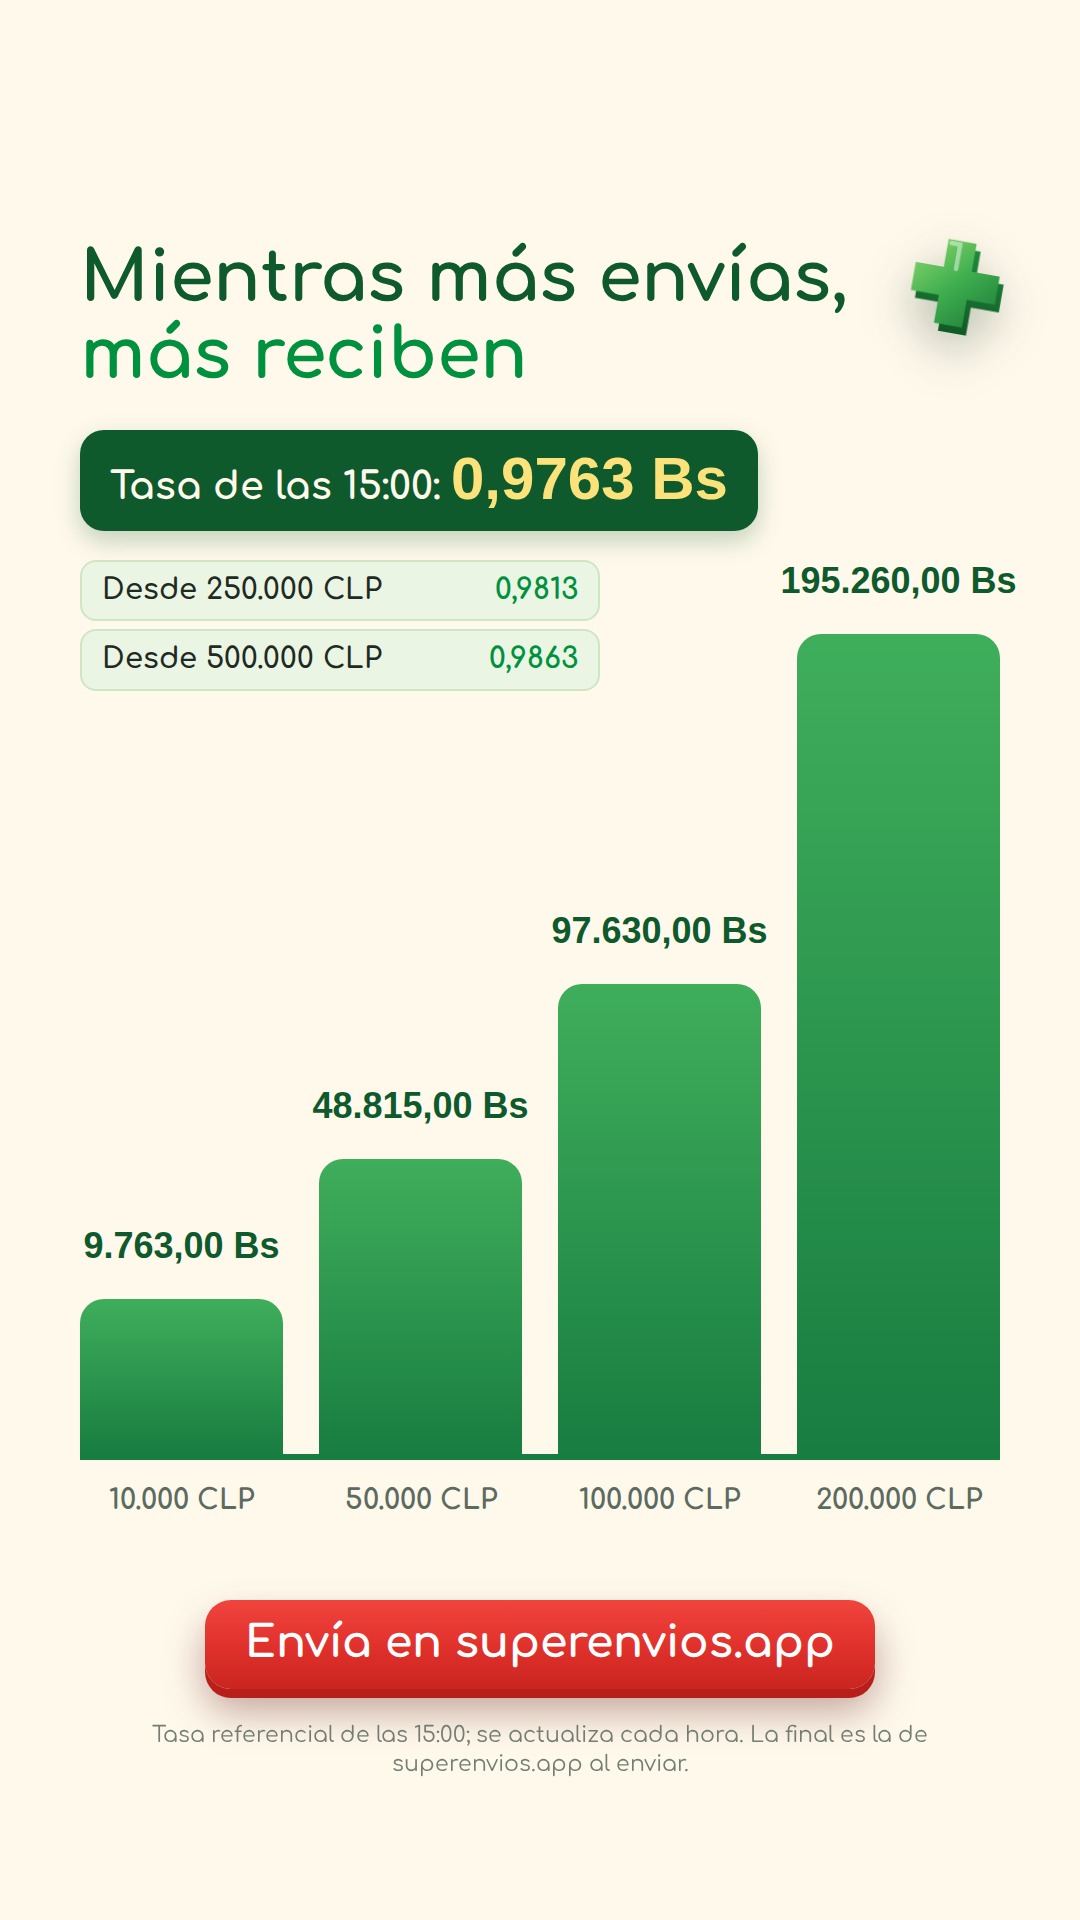 Mientras más envías,
más reciben
Tasa de las 15:00: 0,9763 Bs
Desde 250.000 CLP 0,9813
Desde 500.000 CLP 0,9863
195.260,00 Bs
97.630,00 Bs
48.815,00 Bs
9.763,00 Bs
10.000 CLP 50.000 CLP 100.000 CLP 200.000 CLP
Envía en superenvios.app
Tasa referencial de las 15:00; se actualiza cada hora. La final es la de
superenvios.app al enviar.